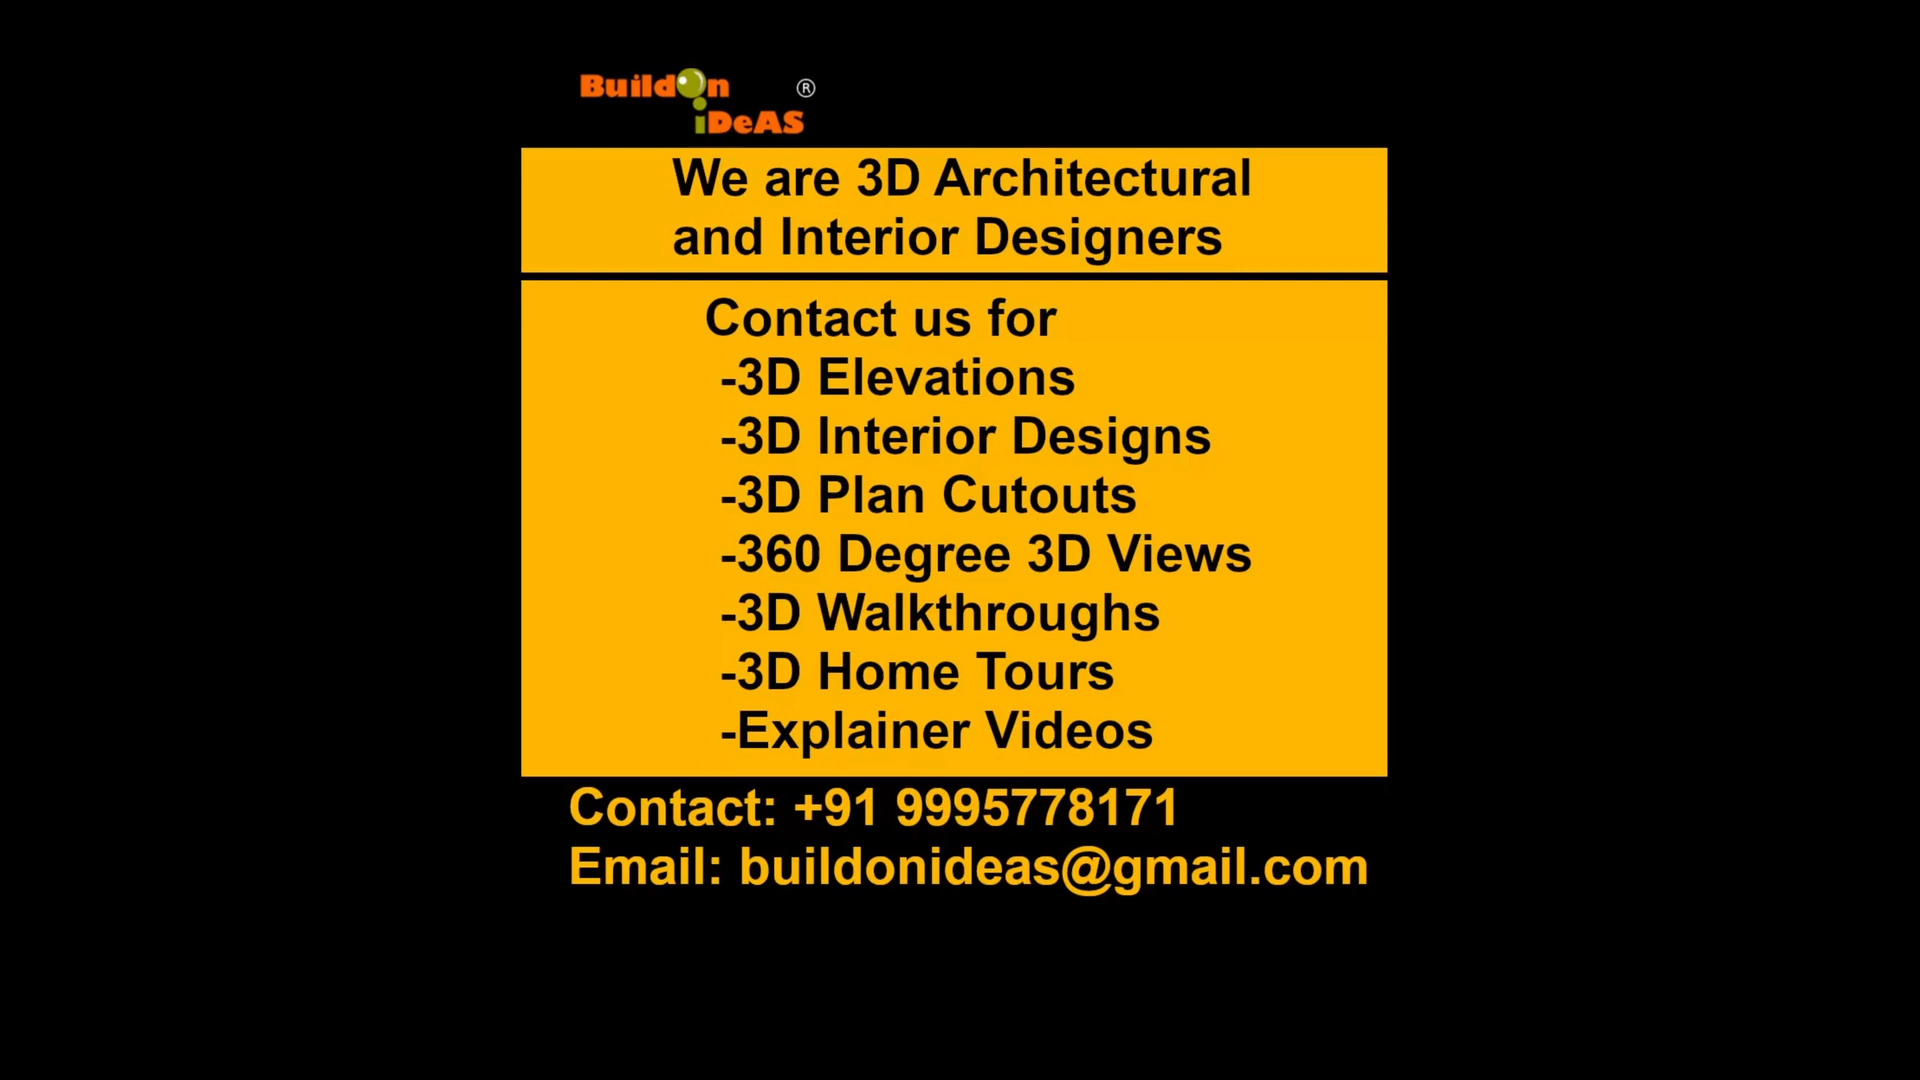 BuildOn ®
iDeAS
We are 3D Architectural
and Interior Designers
Contact us for
-3D Elevations
-3D Interior Designs
-3D Plan Cutouts
-360 Degree 3D Views
-3D Walkthroughs
-3D Home Tours
-Explainer Videos
Contact: +91 9995778171
Email: buildonideas@gmail.com